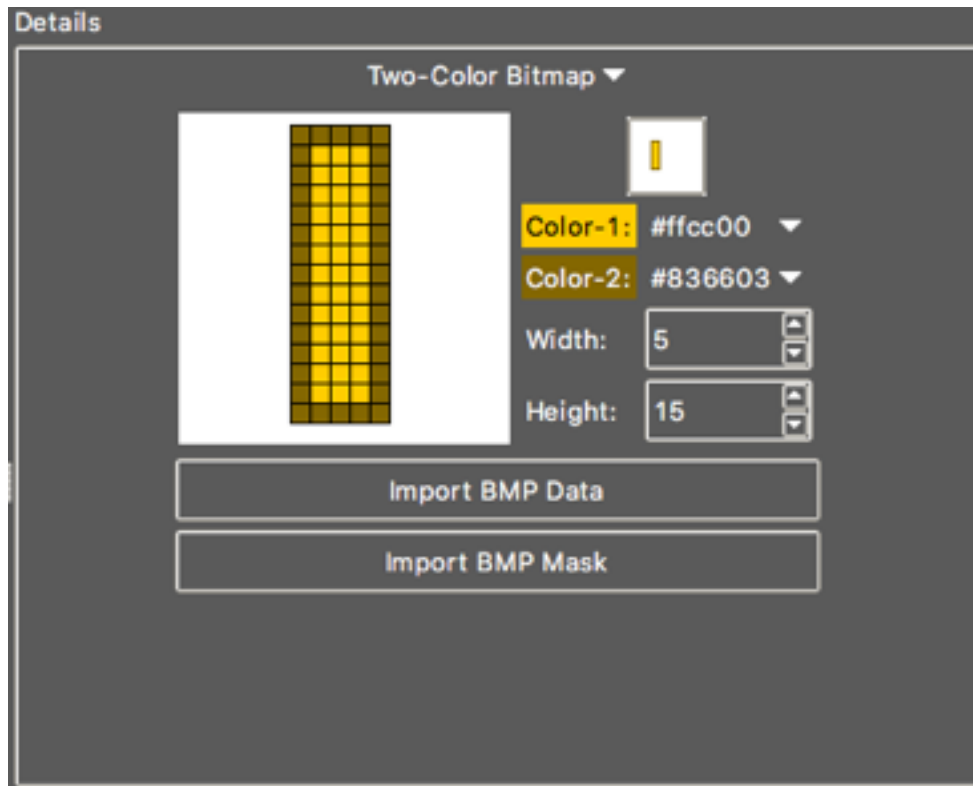 Details
Two-Color Bitmap
Color-1: #ffcc00
Color-2: #836603
Width: 5
Height: 15
Import BMP Data
Import BMP Mask